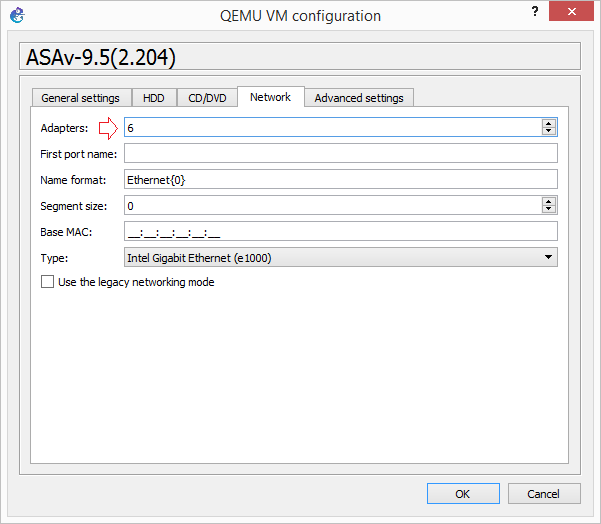 QEMU VM configuration
?
ASAv-9.5(2.204)
General settings HDD CD/DVD Network Advanced settings
Adapters: 6
First port name:
Name format: Ethernet{0}
Segment size: 0
Base MAC: __:__:__:__:__:__
Type: Intel Gigabit Ethernet (e1000)
Use the legacy networking mode
OK Cancel